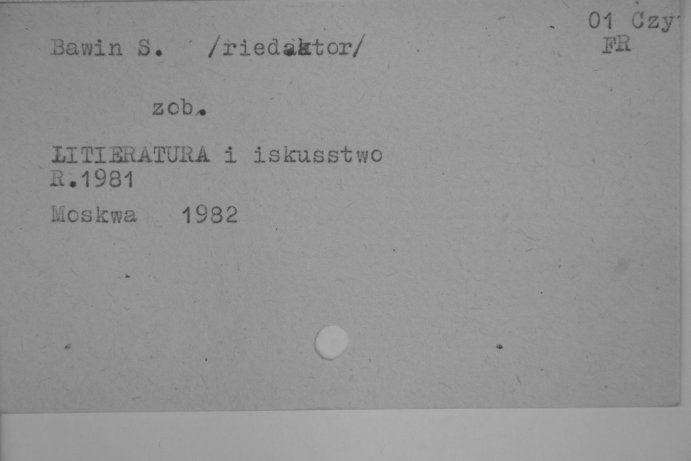 01 Czy
FR
Bawin S. /riedaktor/
zob.
LITIERATURA i iskusstwo
R.1981
Moskwa 1982